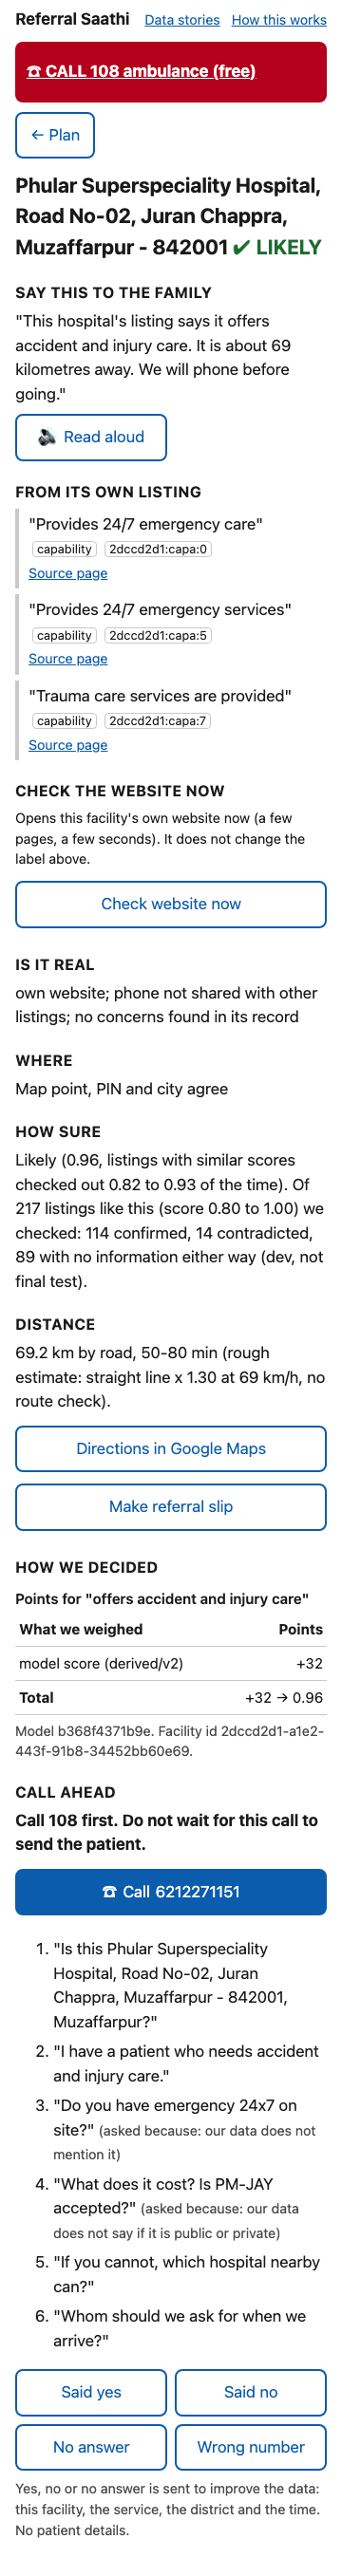 Referral Saathi Data stories How this works
☎ CALL 108 ambulance (free)
← Plan
Phular Superspeciality Hospital,
Road No-02, Juran Chappra,
Muzaffarpur - 842001 ✔ LIKELY
SAY THIS TO THE FAMILY
"This hospital's listing says it offers
accident and injury care. It is about 69
kilometres away. We will phone before
going."
🔊 Read aloud
FROM ITS OWN LISTING
"Provides 24/7 emergency care"
capability 2dccd2d1:capa:0
Source page
"Provides 24/7 emergency services"
capability 2dccd2d1:capa:5
Source page
"Trauma care services are provided"
capability 2dccd2d1:capa:7
Source page
CHECK THE WEBSITE NOW
Opens this facility's own website now (a few
pages, a few seconds). It does not change the
label above.
Check website now
IS IT REAL
own website; phone not shared with other
listings; no concerns found in its record
WHERE
Map point, PIN and city agree
HOW SURE
Likely (0.96, listings with similar scores
checked out 0.82 to 0.93 of the time). Of
217 listings like this (score 0.80 to 1.00) we
checked: 114 confirmed, 14 contradicted,
89 with no information either way (dev, not
final test).
DISTANCE
69.2 km by road, 50-80 min (rough
estimate: straight line x 1.30 at 69 km/h, no
route check).
Directions in Google Maps
Make referral slip
HOW WE DECIDED
Points for "offers accident and injury care"
What we weighed Points
model score (derived/v2) +32
Total +32 → 0.96
Model b368f4371b9e. Facility id 2dccd2d1-a1e2-
443f-91b8-34452bb60e69.
CALL AHEAD
Call 108 first. Do not wait for this call to
send the patient.
☎ Call 6212271151
1. "Is this Phular Superspeciality
Hospital, Road No-02, Juran
Chappra, Muzaffarpur - 842001,
Muzaffarpur?"
2. "I have a patient who needs accident
and injury care."
3. "Do you have emergency 24x7 on
site?" (asked because: our data does not
mention it)
4. "What does it cost? Is PM-JAY
accepted?" (asked because: our data
does not say if it is public or private)
5. "If you cannot, which hospital nearby
can?"
6. "Whom should we ask for when we
arrive?"
Said yes Said no
No answer Wrong number
Yes, no or no answer is sent to improve the data:
this facility, the service, the district and the time.
No patient details.